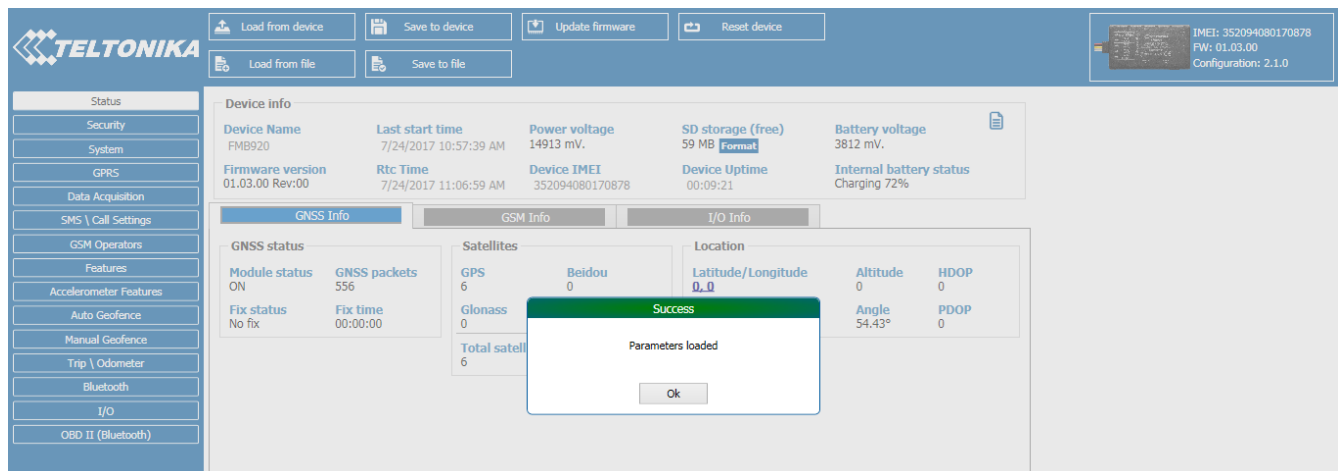 TELTONIKA
Load from device
Save to device
Update firmware
Reset device
Load from file
Save to file
IMEI: 352094080170878
FW: 01.03.00
Configuration: 2.1.0
Status
Security
System
GPRS
Data Acquisition
SMS \ Call Settings
GSM Operators
Features
Accelerometer Features
Auto Geofence
Manual Geofence
Trip \ Odometer
Bluetooth
I/O
OBD II (Bluetooth)
Device info
Device Name
FMB920
Last start time
7/24/2017 10:57:39 AM
Power voltage
14913 mV.
SD storage (free)
59 MB Format
Battery voltage
3812 mV.
Firmware version
01.03.00 Rev:00
Rtc Time
7/24/2017 11:06:59 AM
Device IMEI
352094080170878
Device Uptime
00:09:21
Internal battery status
Charging 72%
GNSS Info
GSM Info
I/O Info
GNSS status
Module status
ON
GNSS packets
556
Fix status
No fix
Fix time
00:00:00
Satellites
GPS
6
Beidou
0
Glonass
0
Total satell
6
Location
Latitude/Longitude
0, 0
Altitude
0
HDOP
0
Angle
54.43°
PDOP
0
Success
Parameters loaded
Ok